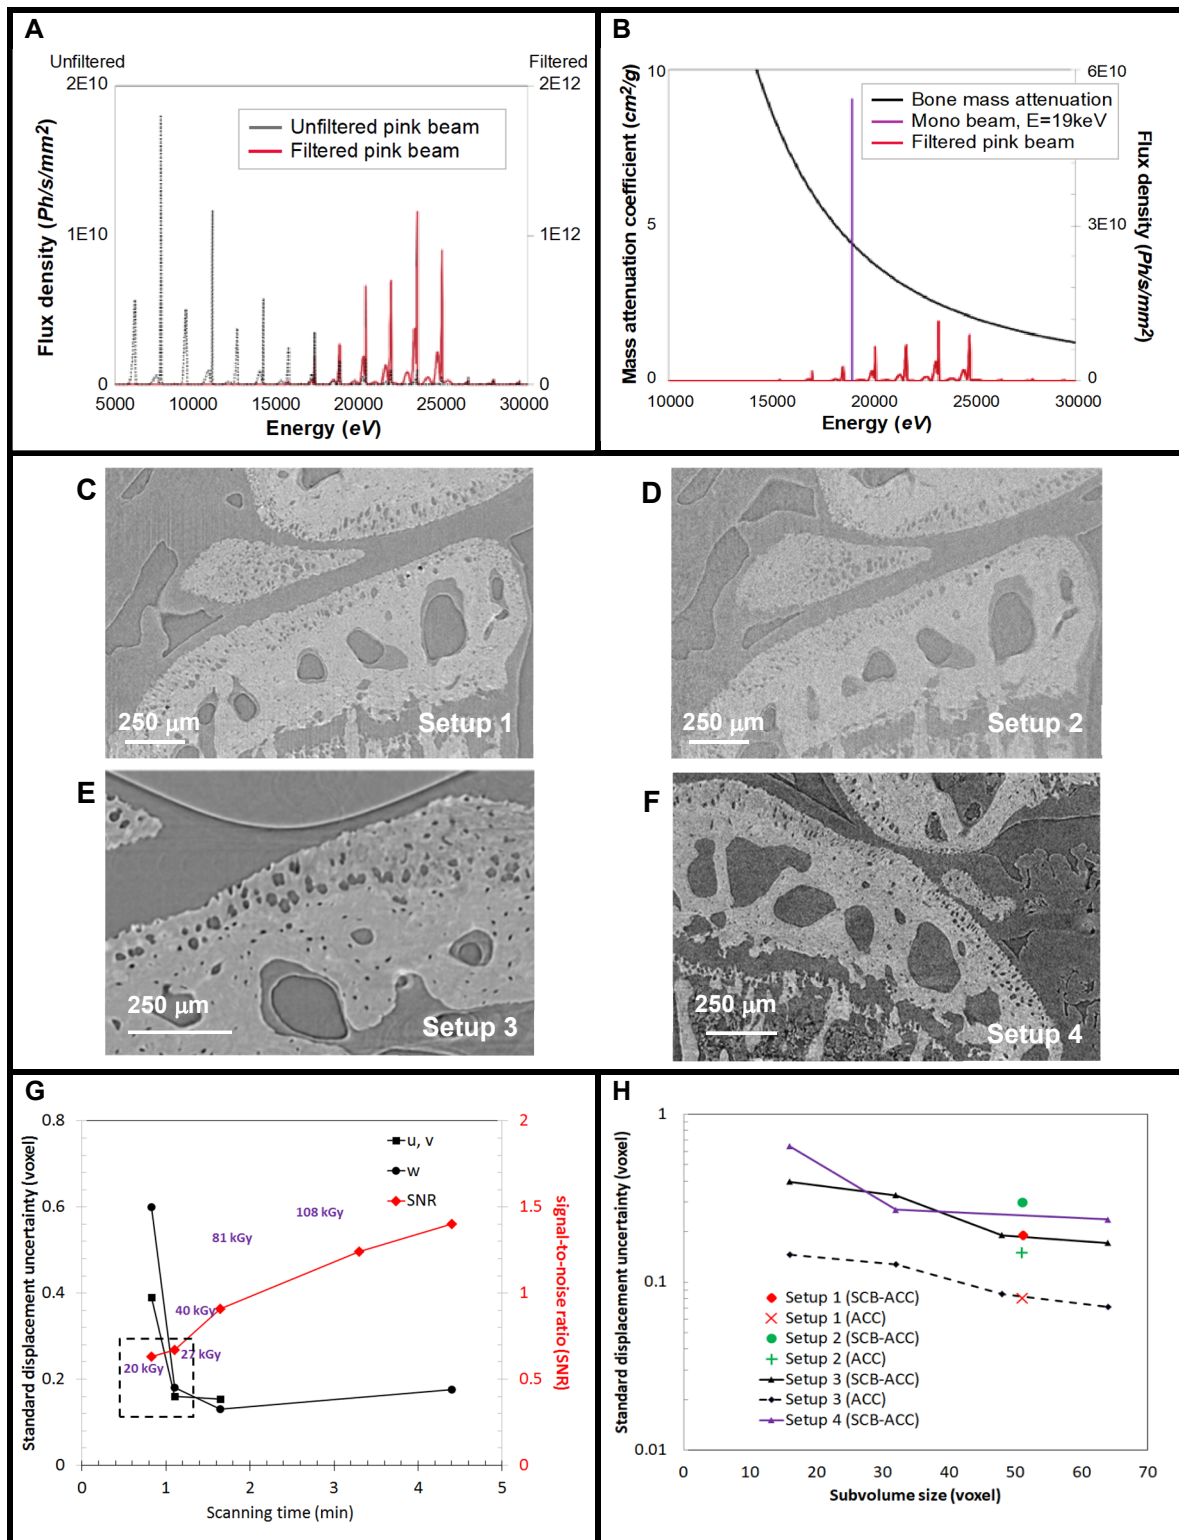 A
Unfiltered
Filtered
2E10
2E12
Unfiltered pink beam
Filtered pink beam
Flux density (Ph/s/mm²)
1E10
1E12
0
0
5000 10000 15000 20000 25000 30000
Energy (eV)
B
10
6E10
Bone mass attenuation
Mono beam, E=19keV
Filtered pink beam
Mass attenuation coefficient (cm²/g)
Flux density (Ph/s/mm²)
5
3E10
0
0
10000 15000 20000 25000 30000
Energy (eV)
C
250 μm
Setup 1
D
250 μm
Setup 2
E
250 μm
Setup 3
F
250 μm
Setup 4
G
0.8
2
u, v
w
SNR
Standard displacement uncertainty (voxel)
signal-to-noise ratio (SNR)
0.6
1.5
108 kGy
81 kGy
0.4
1
40 kGy
27 kGy
20 kGy
0.2
0.5
0
0
0 1 2 3 4 5
Scanning time (min)
H
1
Standard displacement uncertainty (voxel)
0.1
Setup 1 (SCB-ACC)
Setup 1 (ACC)
Setup 2 (SCB-ACC)
Setup 2 (ACC)
Setup 3 (SCB-ACC)
Setup 3 (ACC)
Setup 4 (SCB-ACC)
0.01
0 10 20 30 40 50 60 70
Subvolume size (voxel)